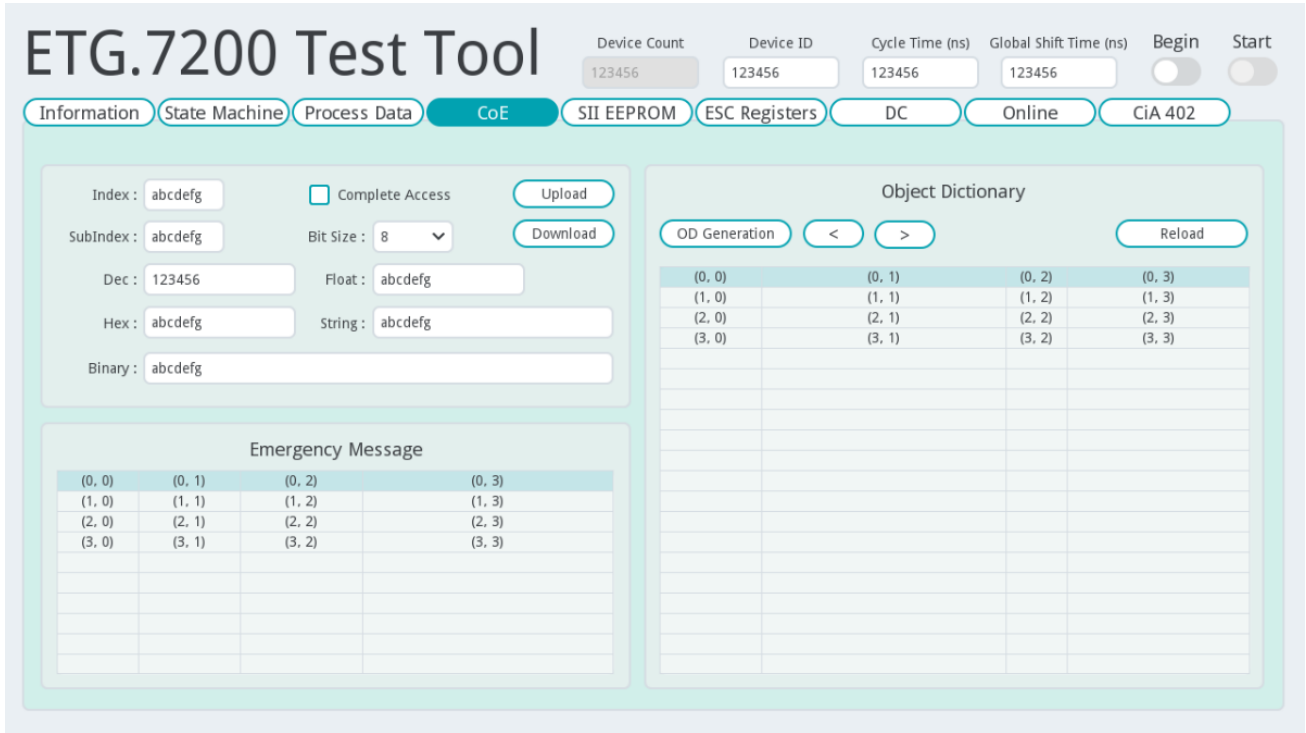 ETG.7200 Test Tool
Device Count Device ID Cycle Time (ns) Global Shift Time (ns) Begin Start
123456 123456 123456 123456
Information State Machine Process Data CoE SII EEPROM ESC Registers DC Online CiA 402
Index : abcdefg Complete Access Upload
SubIndex : abcdefg Bit Size : 8 Download
Dec : 123456 Float : abcdefg
Hex : abcdefg String : abcdefg
Binary : abcdefg
Emergency Message
(0, 0) (0, 1) (0, 2) (0, 3)
(1, 0) (1, 1) (1, 2) (1, 3)
(2, 0) (2, 1) (2, 2) (2, 3)
(3, 0) (3, 1) (3, 2) (3, 3)
Object Dictionary
OD Generation < > Reload
(0, 0) (0, 1) (0, 2) (0, 3)
(1, 0) (1, 1) (1, 2) (1, 3)
(2, 0) (2, 1) (2, 2) (2, 3)
(3, 0) (3, 1) (3, 2) (3, 3)